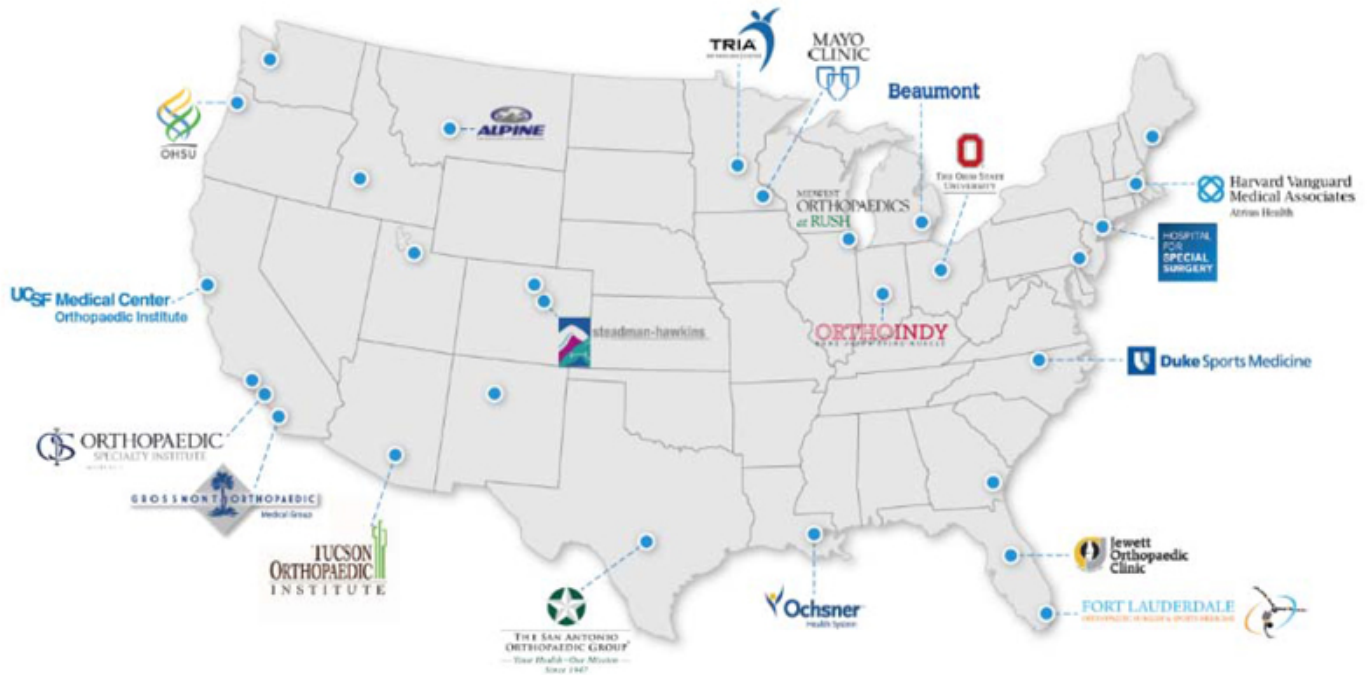 TRIA
MAYO
CLINIC
Beaumont
OHSU
ALPINE
O
THE OHIO STATE
UNIVERSITY
MIDWEST
ORTHOPAEDICS
at RUSH
Harvard Vanguard
Medical Associates
Atrius Health
HOSPITAL
FOR
SPECIAL
SURGERY
UCSF Medical Center
Orthopaedic Institute
steadman-hawkins
ORTHOINDY
Duke Sports Medicine
OSI
ORTHOPAEDIC
SPECIALTY INSTITUTE
GROSSMONT ORTHOPAEDIC
Medical Group
TUCSON
ORTHOPAEDIC
INSTITUTE
Jewett
Orthopaedic
Clinic
Ochsner
Health System
FORT LAUDERDALE
THE SAN ANTONIO
ORTHOPAEDIC GROUP
Your Health~Our Mission
Since 1947